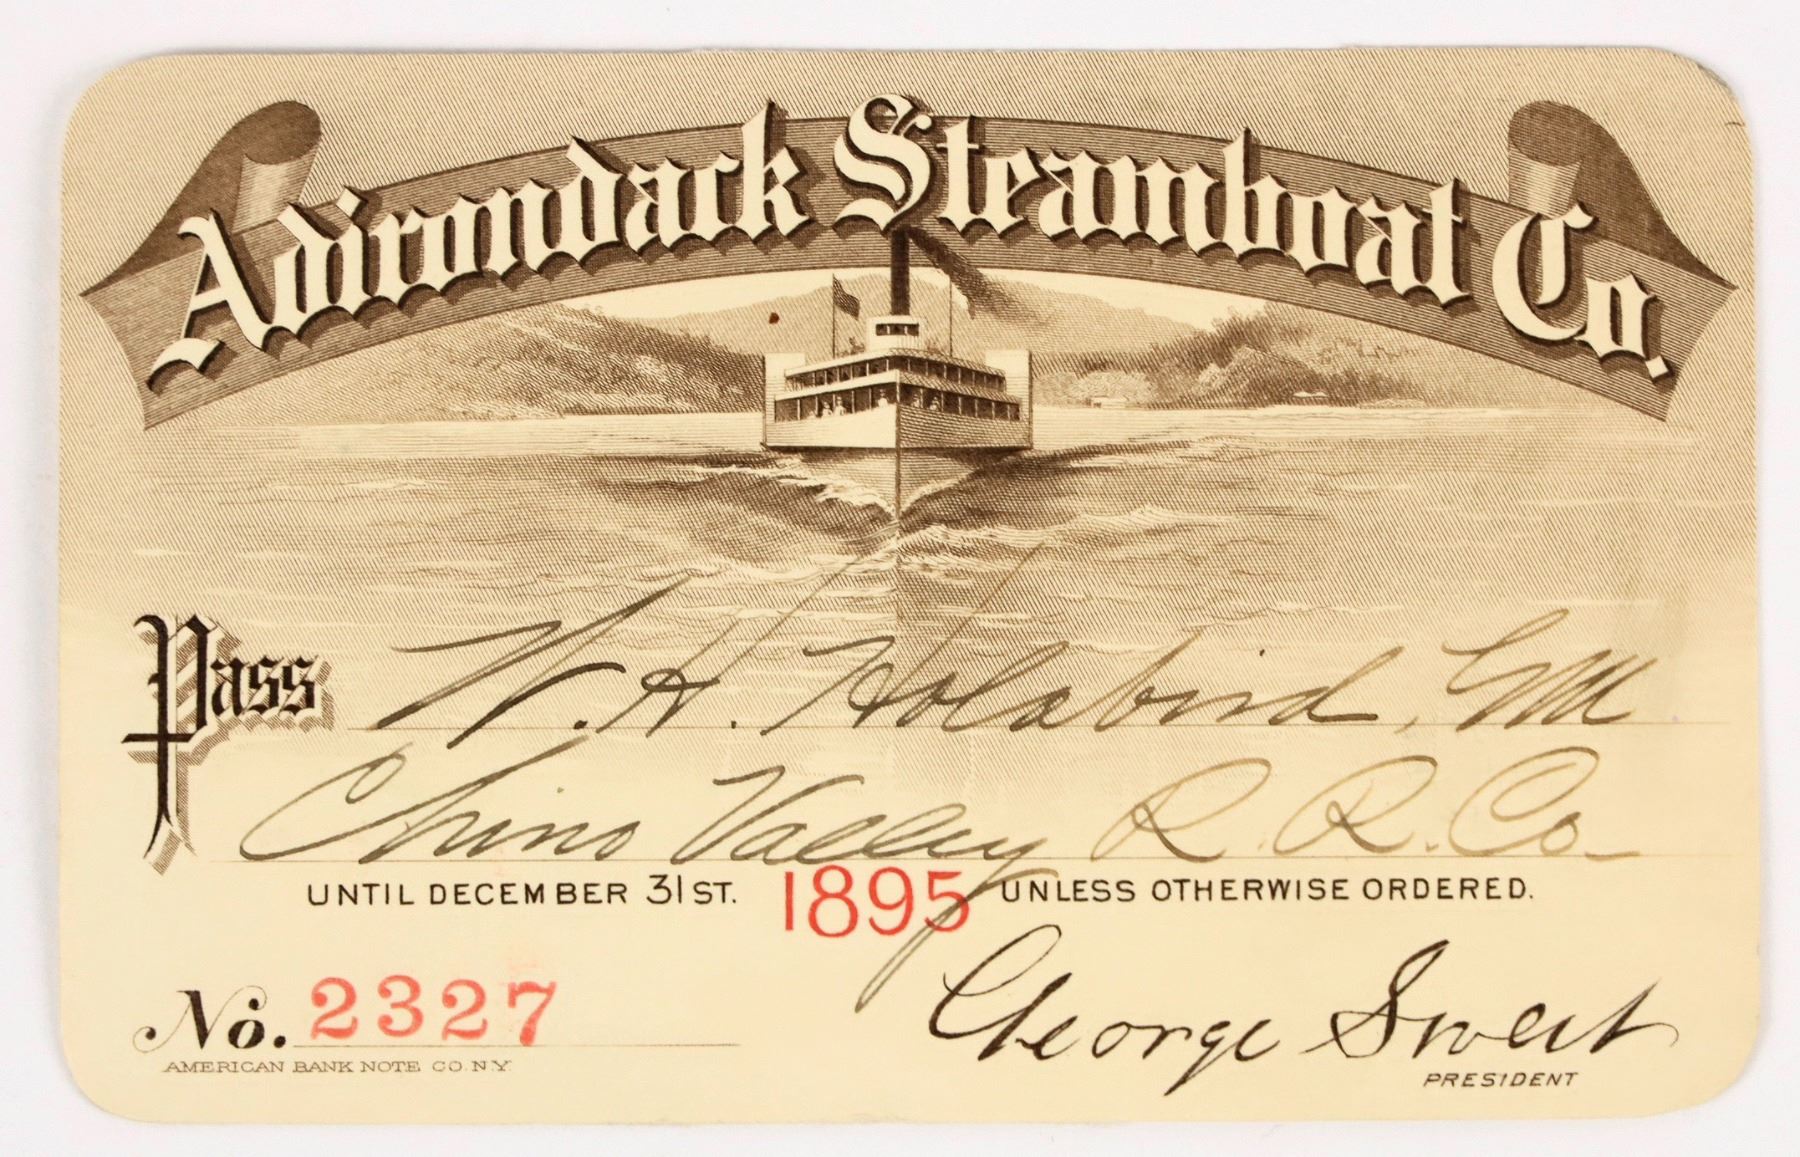 Adirondack Steamboat Co.
Pass W. H. Holabird, GM
Chino Valley R. R. Co
UNTIL DECEMBER 31ST. 1895 UNLESS OTHERWISE ORDERED.
No. 2327
George Sweet
AMERICAN BANK NOTE CO. N.Y.
PRESIDENT